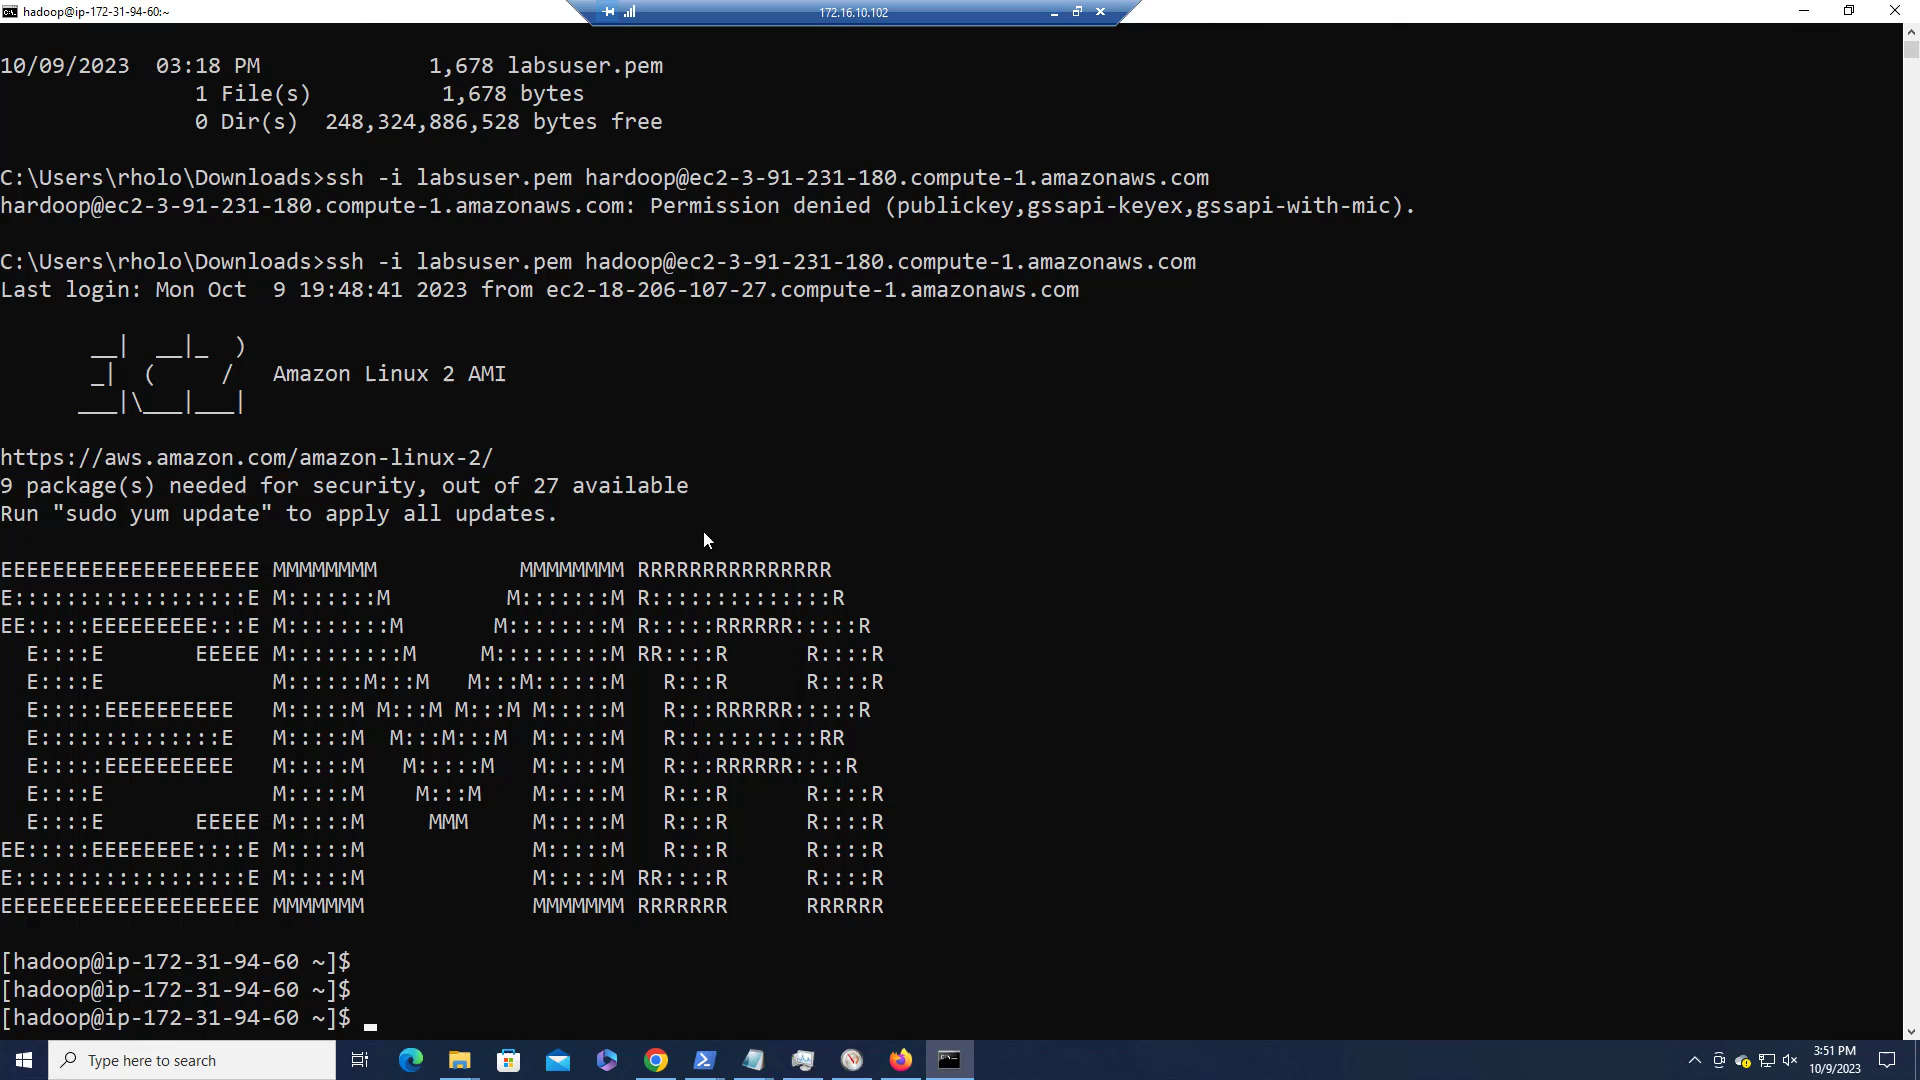 hadoop@ip-172-31-94-60:~
172.16.10.102
10/09/2023  03:18 PM             1,678 labsuser.pem
               1 File(s)          1,678 bytes
               0 Dir(s)  248,324,886,528 bytes free
C:\Users\rholo\Downloads>ssh -i labsuser.pem hardoop@ec2-3-91-231-180.compute-1.amazonaws.com
hardoop@ec2-3-91-231-180.compute-1.amazonaws.com: Permission denied (publickey,gssapi-keyex,gssapi-with-mic).
C:\Users\rholo\Downloads>ssh -i labsuser.pem hadoop@ec2-3-91-231-180.compute-1.amazonaws.com
Last login: Mon Oct  9 19:48:41 2023 from ec2-18-206-107-27.compute-1.amazonaws.com
       __|  __|_  )
       _|  (     /   Amazon Linux 2 AMI
      ___|\___|___|
https://aws.amazon.com/amazon-linux-2/
9 package(s) needed for security, out of 27 available
Run "sudo yum update" to apply all updates.
EEEEEEEEEEEEEEEEEEEE MMMMMMMM           MMMMMMMM RRRRRRRRRRRRRRR
E::::::::::::::::::E M:::::::M         M:::::::M R::::::::::::::R
EE:::::EEEEEEEEE:::E M::::::::M       M::::::::M R:::::RRRRRR:::::R
  E::::E       EEEEE M:::::::::M     M:::::::::M RR::::R      R::::R
  E::::E             M::::::M:::M   M:::M::::::M   R:::R      R::::R
  E:::::EEEEEEEEEE   M:::::M M:::M M:::M M:::::M   R:::RRRRRR:::::R
  E::::::::::::::E   M:::::M  M:::M:::M  M:::::M   R:::::::::::RR
  E:::::EEEEEEEEEE   M:::::M   M:::::M   M:::::M   R:::RRRRRR::::R
  E::::E             M:::::M    M:::M    M:::::M   R:::R      R::::R
  E::::E       EEEEE M:::::M     MMM     M:::::M   R:::R      R::::R
EE:::::EEEEEEEE::::E M:::::M             M:::::M   R:::R      R::::R
E::::::::::::::::::E M:::::M             M:::::M RR::::R      R::::R
EEEEEEEEEEEEEEEEEEEE MMMMMMM             MMMMMMM RRRRRRR      RRRRRR
[hadoop@ip-172-31-94-60 ~]$
[hadoop@ip-172-31-94-60 ~]$
[hadoop@ip-172-31-94-60 ~]$
Type here to search
3:51 PM
10/9/2023